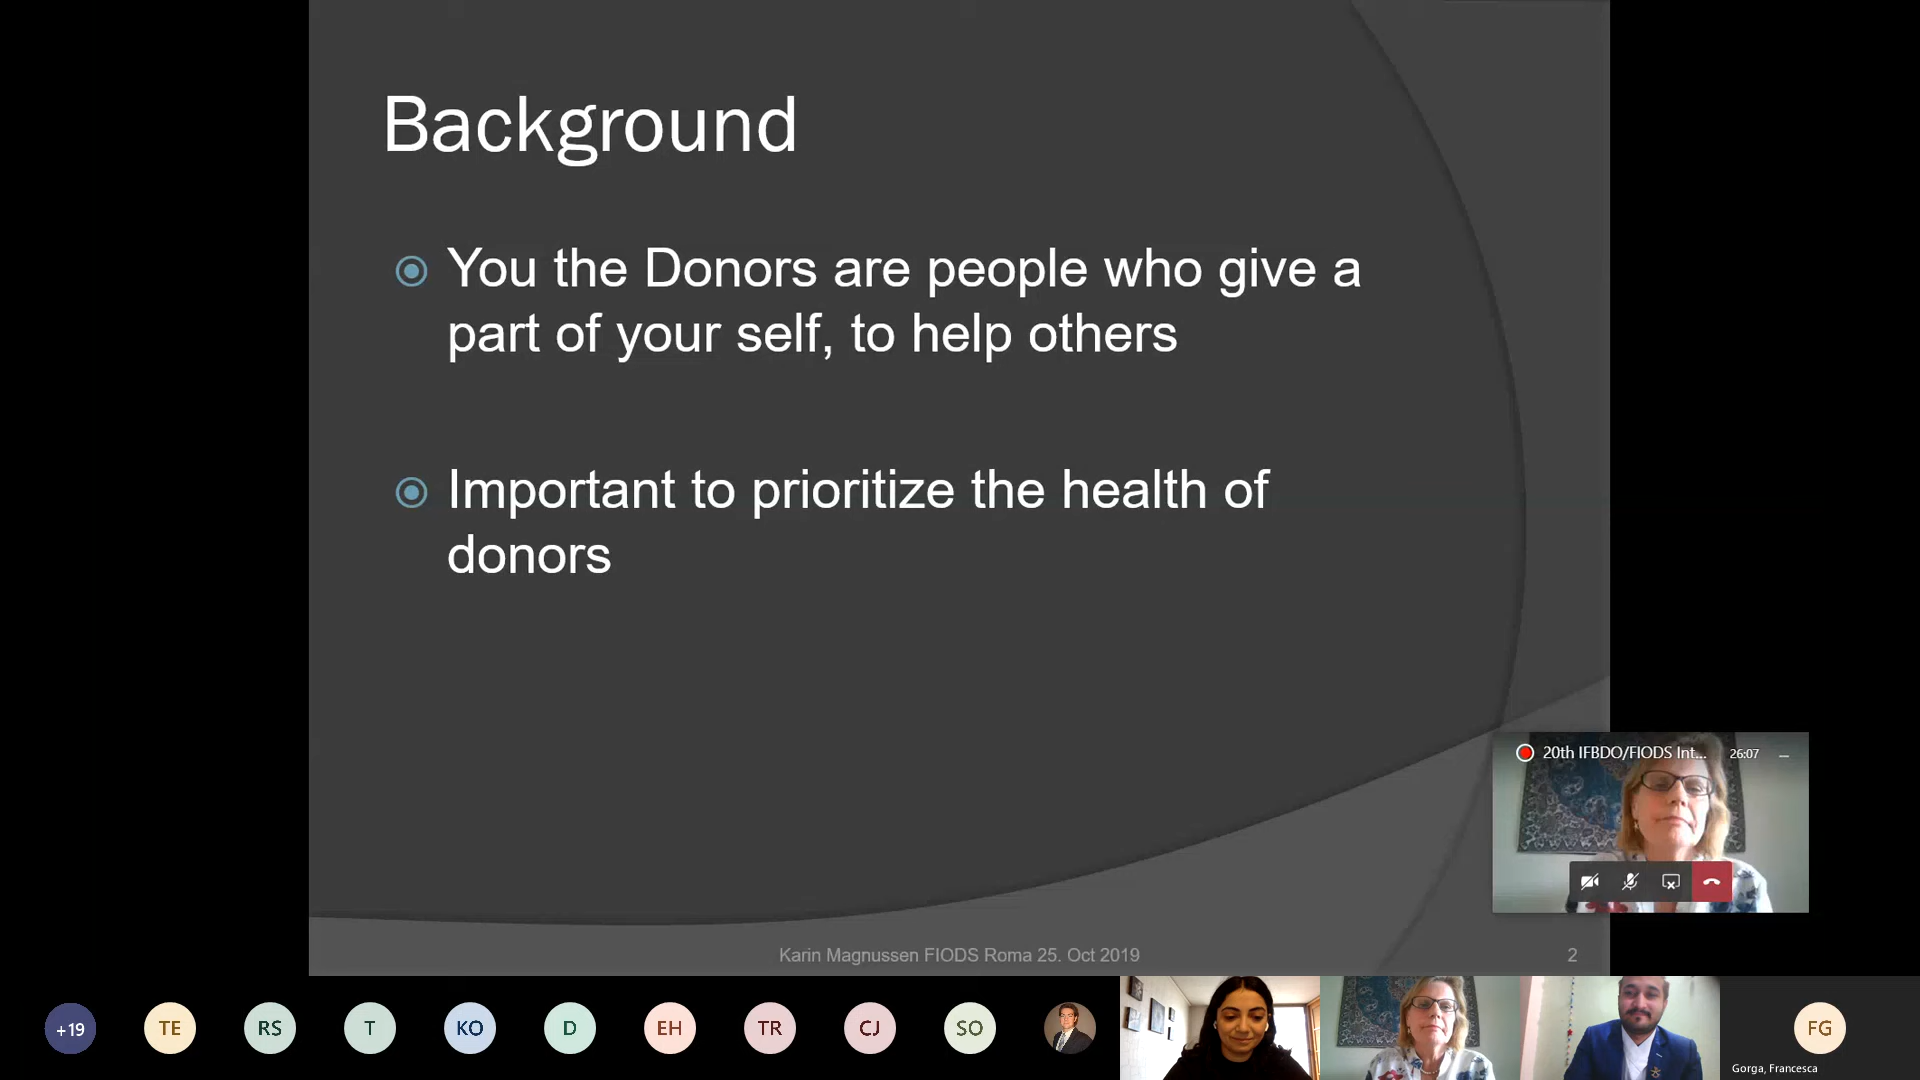 Background
You the Donors are people who give a
part of your self, to help others
Important to prioritize the health of
donors
20th IFBDO/FIODS Int...
26:07
Karin Magnussen FIODS Roma 25. Oct 2019
2
+19
TE
RS
T
KO
D
EH
TR
CJ
SO
FG
Gorga, Francesca